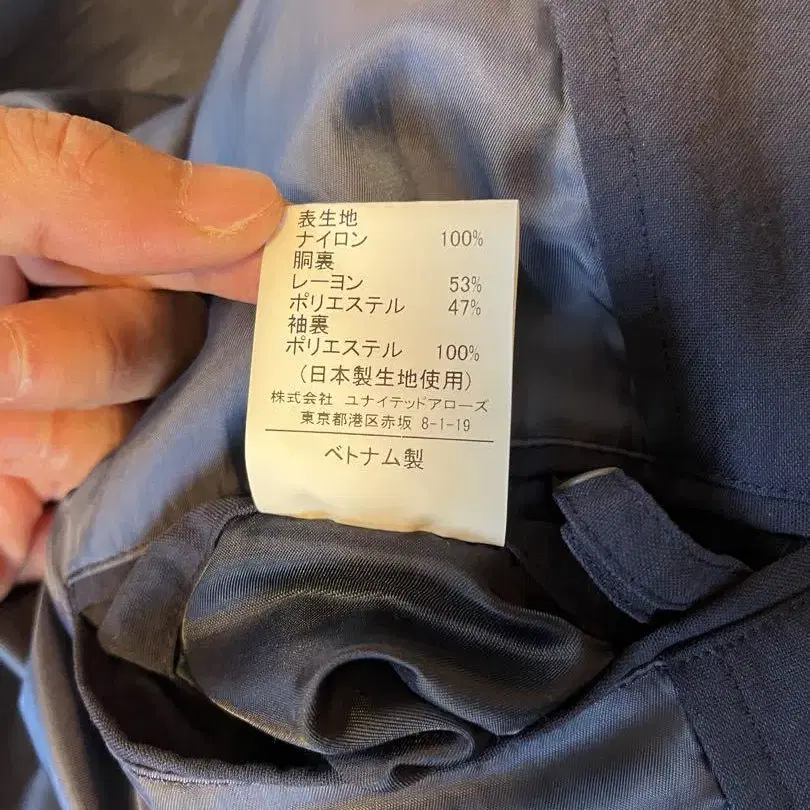 表生地
ナイロン 100%
胴裏
レーヨン 53%
ポリエステル 47%
袖裏
ポリエステル 100%
(日本製生地使用)
株式会社 ユナイテッドアローズ
東京都港区赤坂 8-1-19
ベトナム製